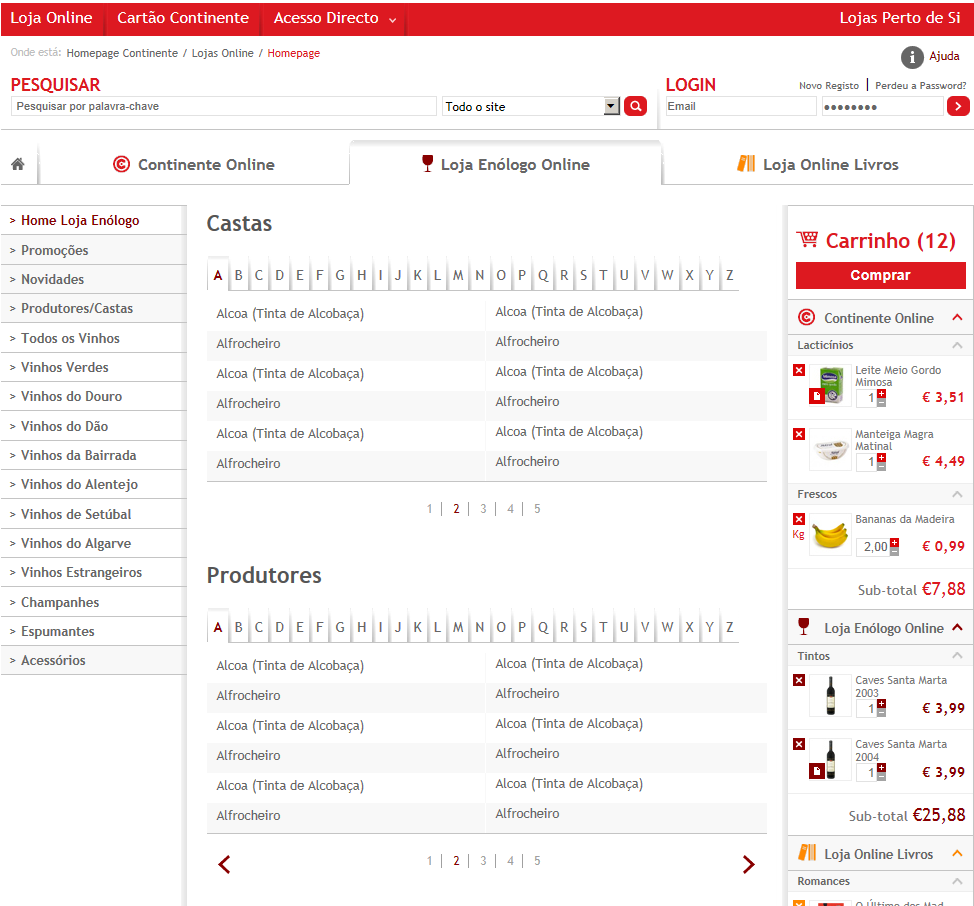 Loja Online Cartão Continente Acesso Directo Lojas Perto de Si
Onde está: Homepage Continente / Lojas Online / Homepage
Ajuda
PESQUISAR
Pesquisar por palavra-chave Todo o site
LOGIN Novo Registo | Perdeu a Password?
Email ••••••••
Continente Online Loja Enólogo Online Loja Online Livros
> Home Loja Enólogo
> Promoções
> Novidades
> Produtores/Castas
> Todos os Vinhos
> Vinhos Verdes
> Vinhos do Douro
> Vinhos do Dão
> Vinhos da Bairrada
> Vinhos do Alentejo
> Vinhos de Setúbal
> Vinhos do Algarve
> Vinhos Estrangeiros
> Champanhes
> Espumantes
> Acessórios
Castas
A B C D E F G H I J K L M N O P Q R S T U V W X Y Z
Alcoa (Tinta de Alcobaça) Alcoa (Tinta de Alcobaça)
Alfrocheiro Alfrocheiro
Alcoa (Tinta de Alcobaça) Alcoa (Tinta de Alcobaça)
Alfrocheiro Alfrocheiro
Alcoa (Tinta de Alcobaça) Alcoa (Tinta de Alcobaça)
Alfrocheiro Alfrocheiro
1 | 2 | 3 | 4 | 5
Produtores
A B C D E F G H I J K L M N O P Q R S T U V W X Y Z
Alcoa (Tinta de Alcobaça) Alcoa (Tinta de Alcobaça)
Alfrocheiro Alfrocheiro
Alcoa (Tinta de Alcobaça) Alcoa (Tinta de Alcobaça)
Alfrocheiro Alfrocheiro
Alcoa (Tinta de Alcobaça) Alcoa (Tinta de Alcobaça)
Alfrocheiro Alfrocheiro
1 | 2 | 3 | 4 | 5
Carrinho (12)
Comprar
Continente Online
Lacticínios
Leite Meio Gordo
Mimosa
1 € 3,51
Manteiga Magra
Matinal
1 € 4,49
Frescos
Bananas da Madeira
Kg 2,00 € 0,99
Sub-total €7,88
Loja Enólogo Online
Tintos
Caves Santa Marta
2003
1 € 3,99
Caves Santa Marta
2004
1 € 3,99
Sub-total €25,88
Loja Online Livros
Romances
O Último dos Mad